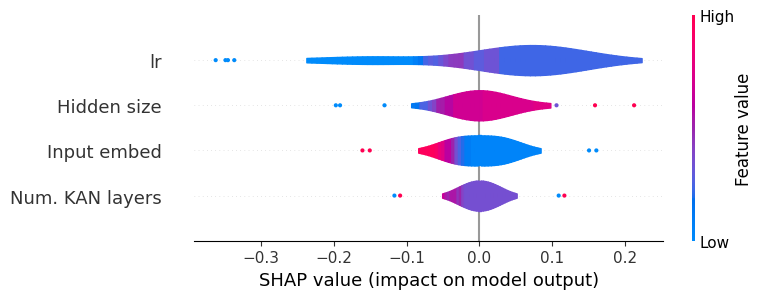 High
lr
Hidden size
Input embed
Num. KAN layers
Feature value
Low
−0.3 −0.2 −0.1 0.0 0.1 0.2
SHAP value (impact on model output)